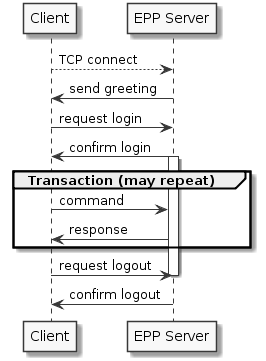 Client EPP Server
TCP connect
send greeting
request login
confirm login
Transaction (may repeat)
command
response
request logout
confirm logout
Client EPP Server